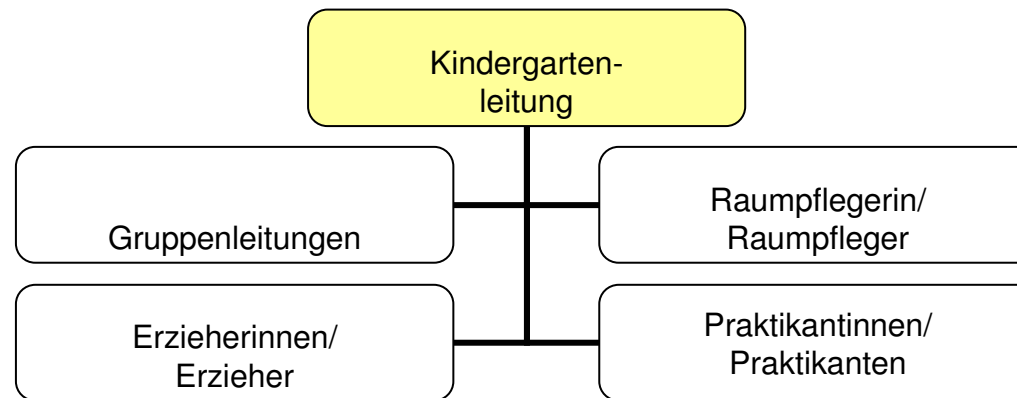 Kindergarten-
leitung
Gruppenleitungen
Raumpflegerin/
Raumpfleger
Erzieherinnen/
Erzieher
Praktikantinnen/
Praktikanten